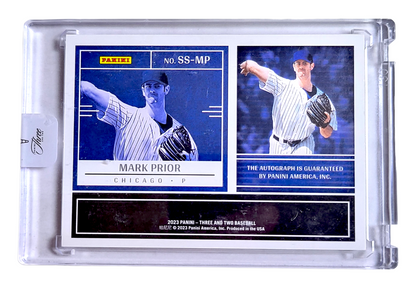 PANINI
NO. SS-MP
MARK PRIOR
CHICAGO • P
THE AUTOGRAPH IS GUARANTEED
BY PANINI AMERICA, INC.
2023 PANINI – THREE AND TWO BASEBALL
© 2023 Panini America, Inc. Produced in the USA
Three